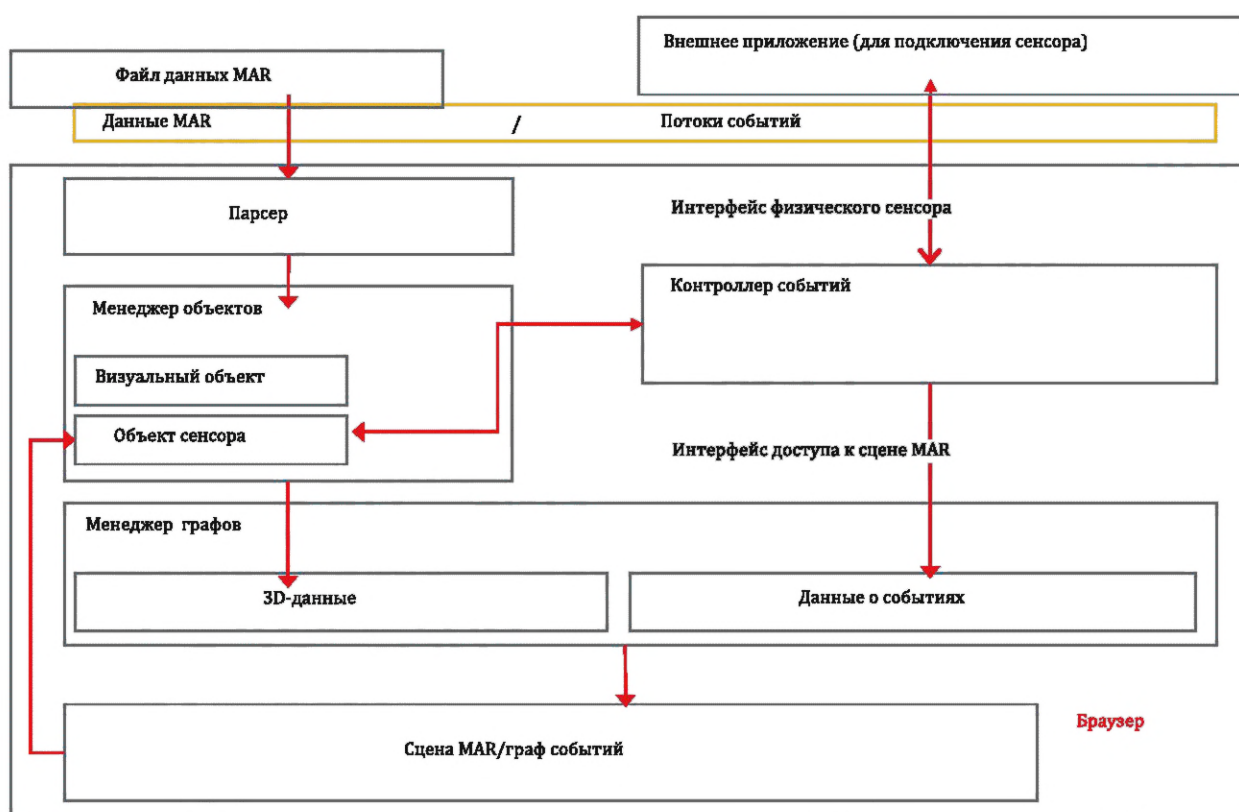 Внешнее приложение (для подключения сенсора)
Файл данных MAR
Данные MAR / Потоки событий
Парсер
Интерфейс физического сенсора
Контроллер событий
Менеджер объектов
Визуальный объект
Объект сенсора
Интерфейс доступа к сцене MAR
Менеджер графов
3D-данные
Данные о событиях
Браузер
Сцена MAR/граф событий